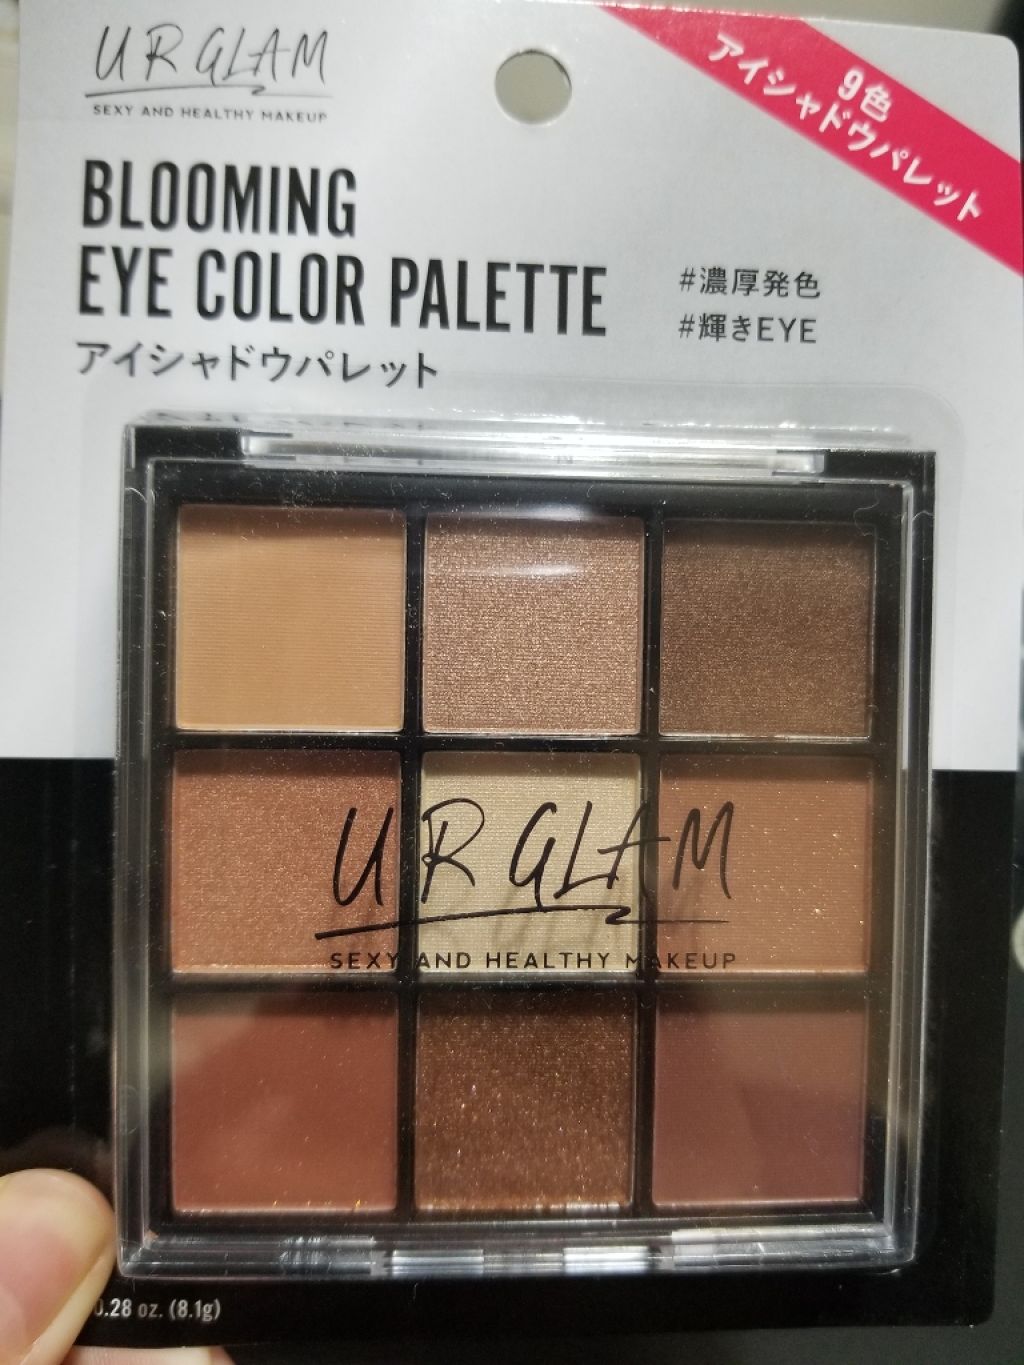 UR GLAM
SEXY AND HEALTHY MAKEUP
9色
アイシャドウパレット
BLOOMING
EYE COLOR PALETTE
アイシャドウパレット
#濃厚発色
#輝きEYE
UR GLAM
SEXY AND HEALTHY MAKEUP
0.28 oz. (8.1g)